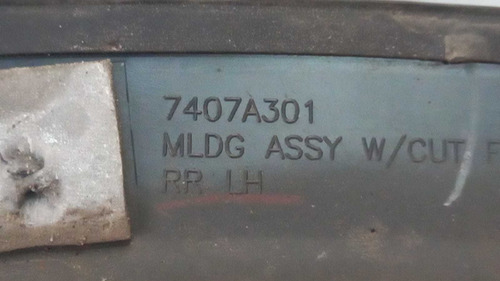 7407A301
MLDG ASSY W/CUT
RR LH